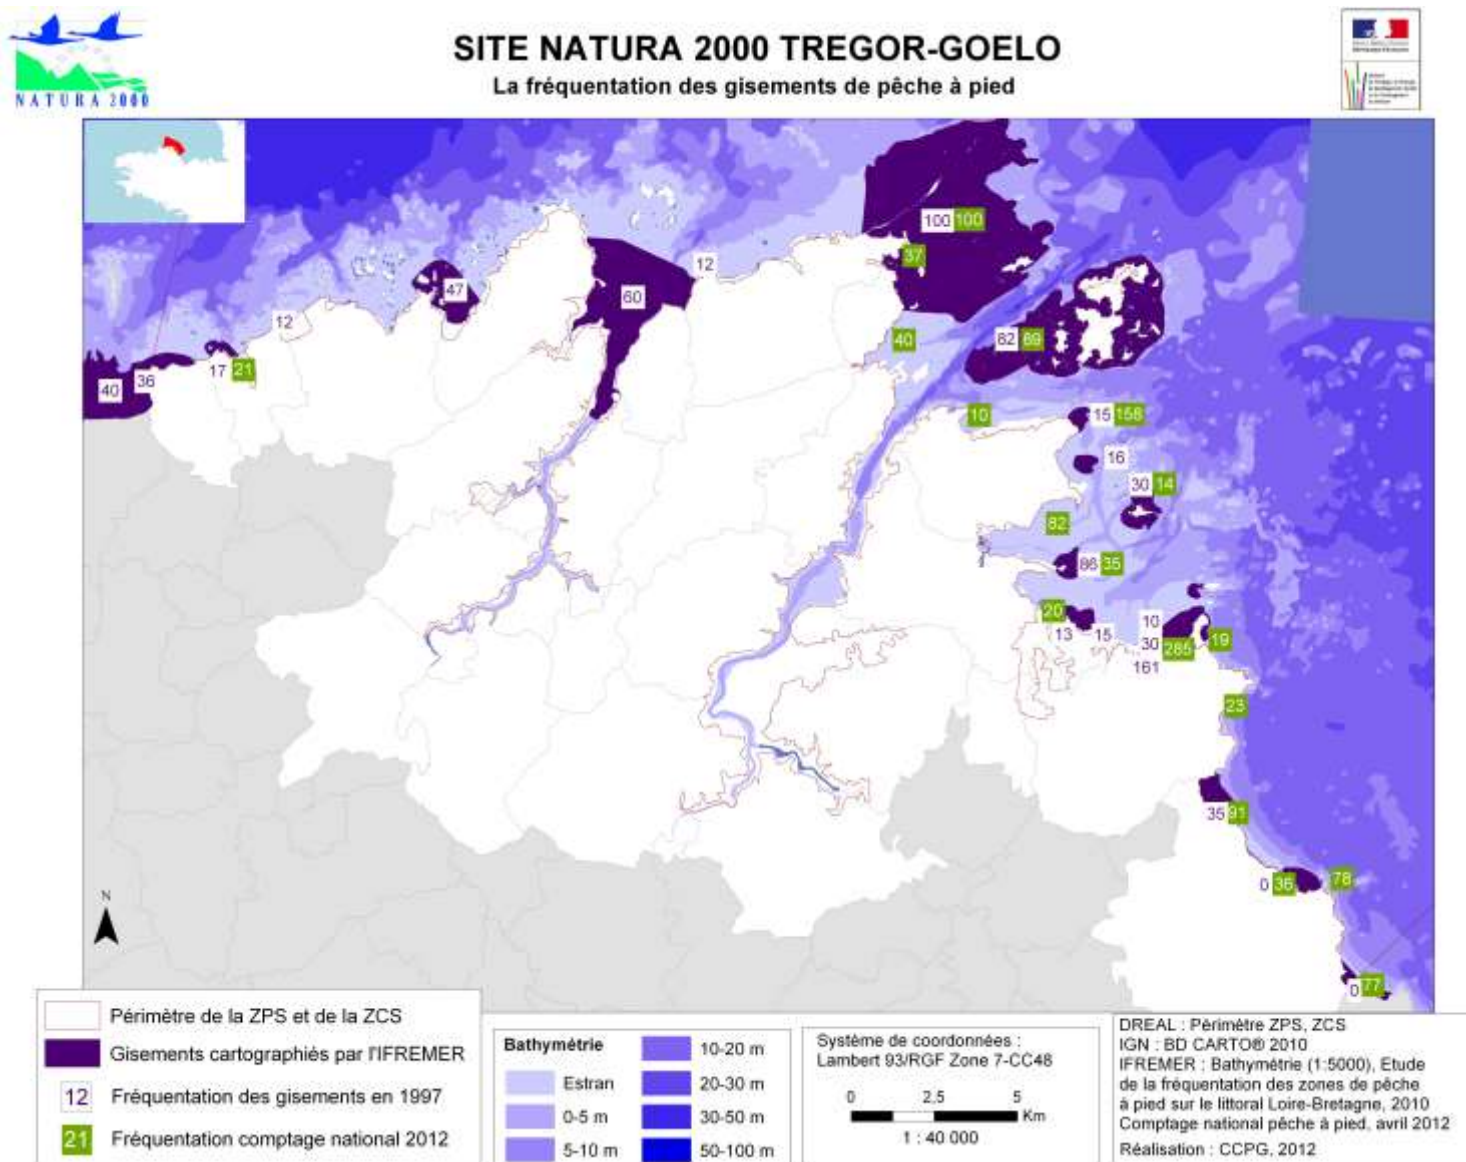 SITE NATURA 2000 TREGOR-GOELO
La fréquentation des gisements de pêche à pied
NATURA 2000
100 100
37
12
47
60
12
40
82 69
17 21
36
40
10
15 158
16
30 14
82
86 35
20
13 15
10
30 265
161
19
23
35 91
0 36
78
0 77
N
Périmètre de la ZPS et de la ZCS
Gisements cartographiés par l'IFREMER
12 Fréquentation des gisements en 1997
21 Fréquentation comptage national 2012
Bathymétrie
Estran
0-5 m
5-10 m
10-20 m
20-30 m
30-50 m
50-100 m
Système de coordonnées :
Lambert 93/RGF Zone 7-CC48
0 2,5 5
Km
1 : 40 000
DREAL : Périmètre ZPS, ZCS
IGN : BD CARTO® 2010
IFREMER : Bathymétrie (1:5000), Etude
de la fréquentation des zones de pêche
à pied sur le littoral Loire-Bretagne, 2010
Comptage national pêche à pied, avril 2012
Réalisation : CCPG, 2012